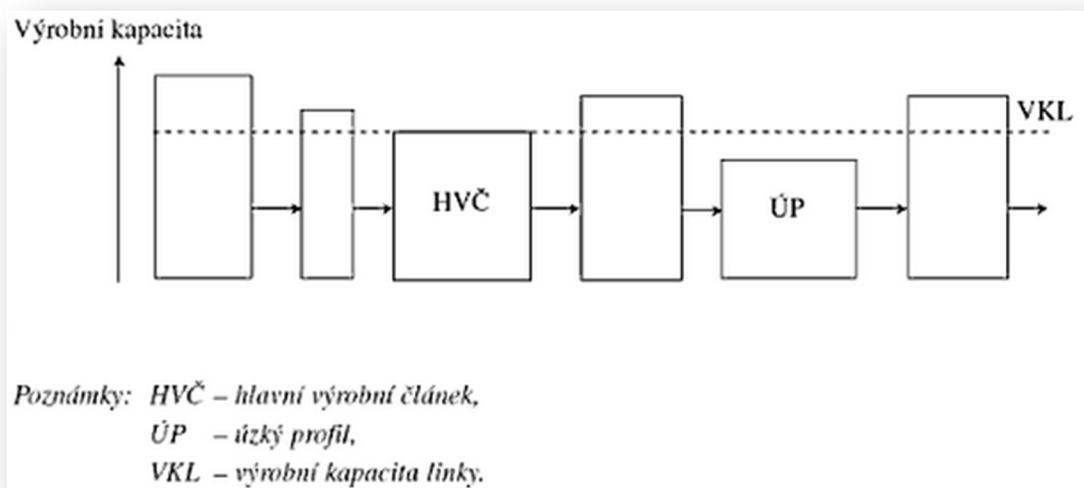 Výrobní kapacita
VKL
HVČ
ÚP
Poznámky: HVČ – hlavní výrobní článek,
ÚP – úzký profil,
VKL – výrobní kapacita linky.